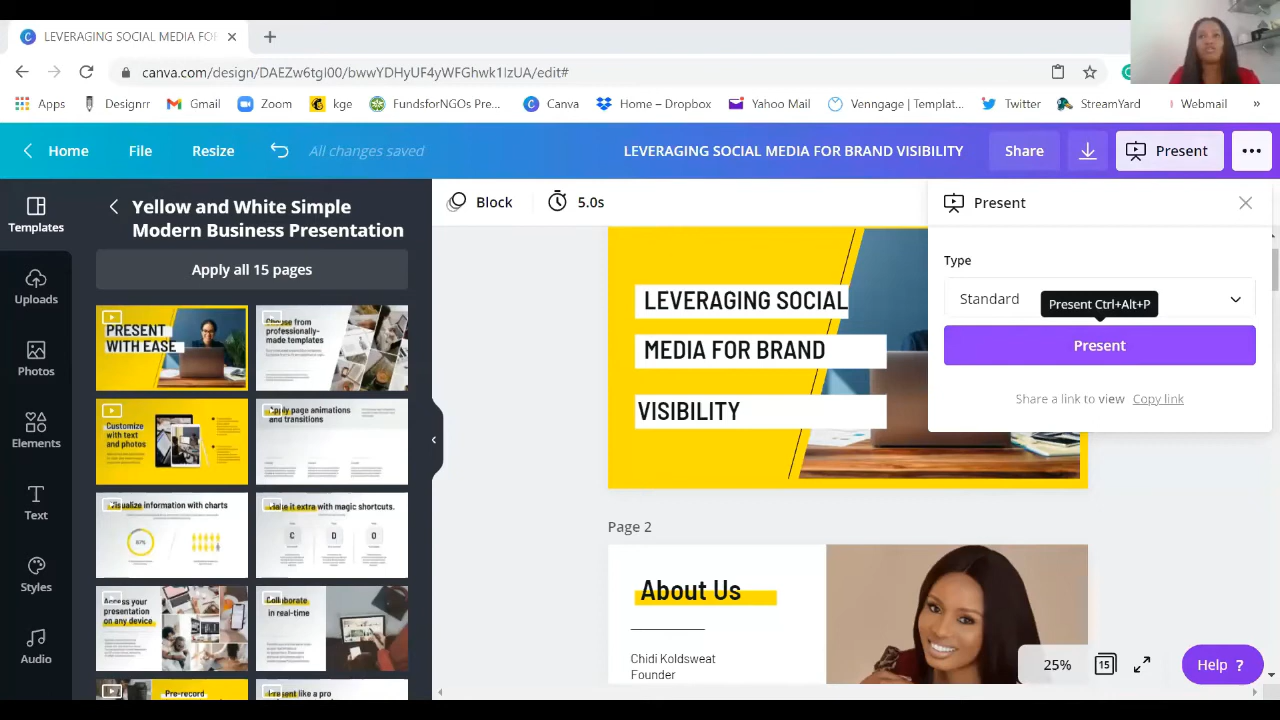 LEVERAGING SOCIAL MEDIA FOR
canva.com/design/DAEZw6tgI00/bwwYDHyUF4yWFGhwk1IzUA/edit#
Apps Designrr Gmail Zoom kge FundsforNGOs Pre... Canva Home – Dropbox Yahoo Mail Venngage | Templat... Twitter StreamYard Webmail »
Home File Resize All changes saved LEVERAGING SOCIAL MEDIA FOR BRAND VISIBILITY Share Present
Templates
Uploads
Photos
Elements
Text
Styles
Audio
Yellow and White Simple
Modern Business Presentation
Apply all 15 pages
PRESENT
WITH EASE
Choose from
professionally-
made templates
Customize
with text
and photos
Apply page animations
and transitions
Visualize information with charts
Make it extra with magic shortcuts.
C D O
Access your
presentation
on any device
Collaborate
in real-time
Pre-record
Present like a pro
Block 5.0s
LEVERAGING SOCIAL
MEDIA FOR BRAND
VISIBILITY
Page 2
About Us
Chidi Koldsweat
Founder
Present
Type
Standard
Present Ctrl+Alt+P
Present
Share a link to view Copy link
25% 15 Help ?